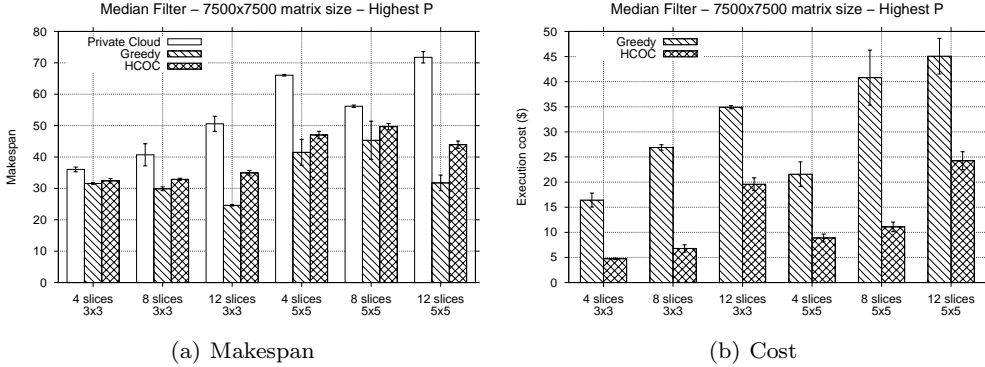 Median Filter – 7500x7500 matrix size – Highest P
80
70
60
50
40
30
20
10
0
Makespan
Private Cloud
Greedy
HCOC
4 slices 8 slices 12 slices 4 slices 8 slices 12 slices
3x3 3x3 3x3 5x5 5x5 5x5
(a) Makespan
Median Filter – 7500x7500 matrix size – Highest P
50
45
40
35
30
25
20
15
10
5
0
Execution cost ($)
Greedy
HCOC
4 slices 8 slices 12 slices 4 slices 8 slices 12 slices
3x3 3x3 3x3 5x5 5x5 5x5
(b) Cost